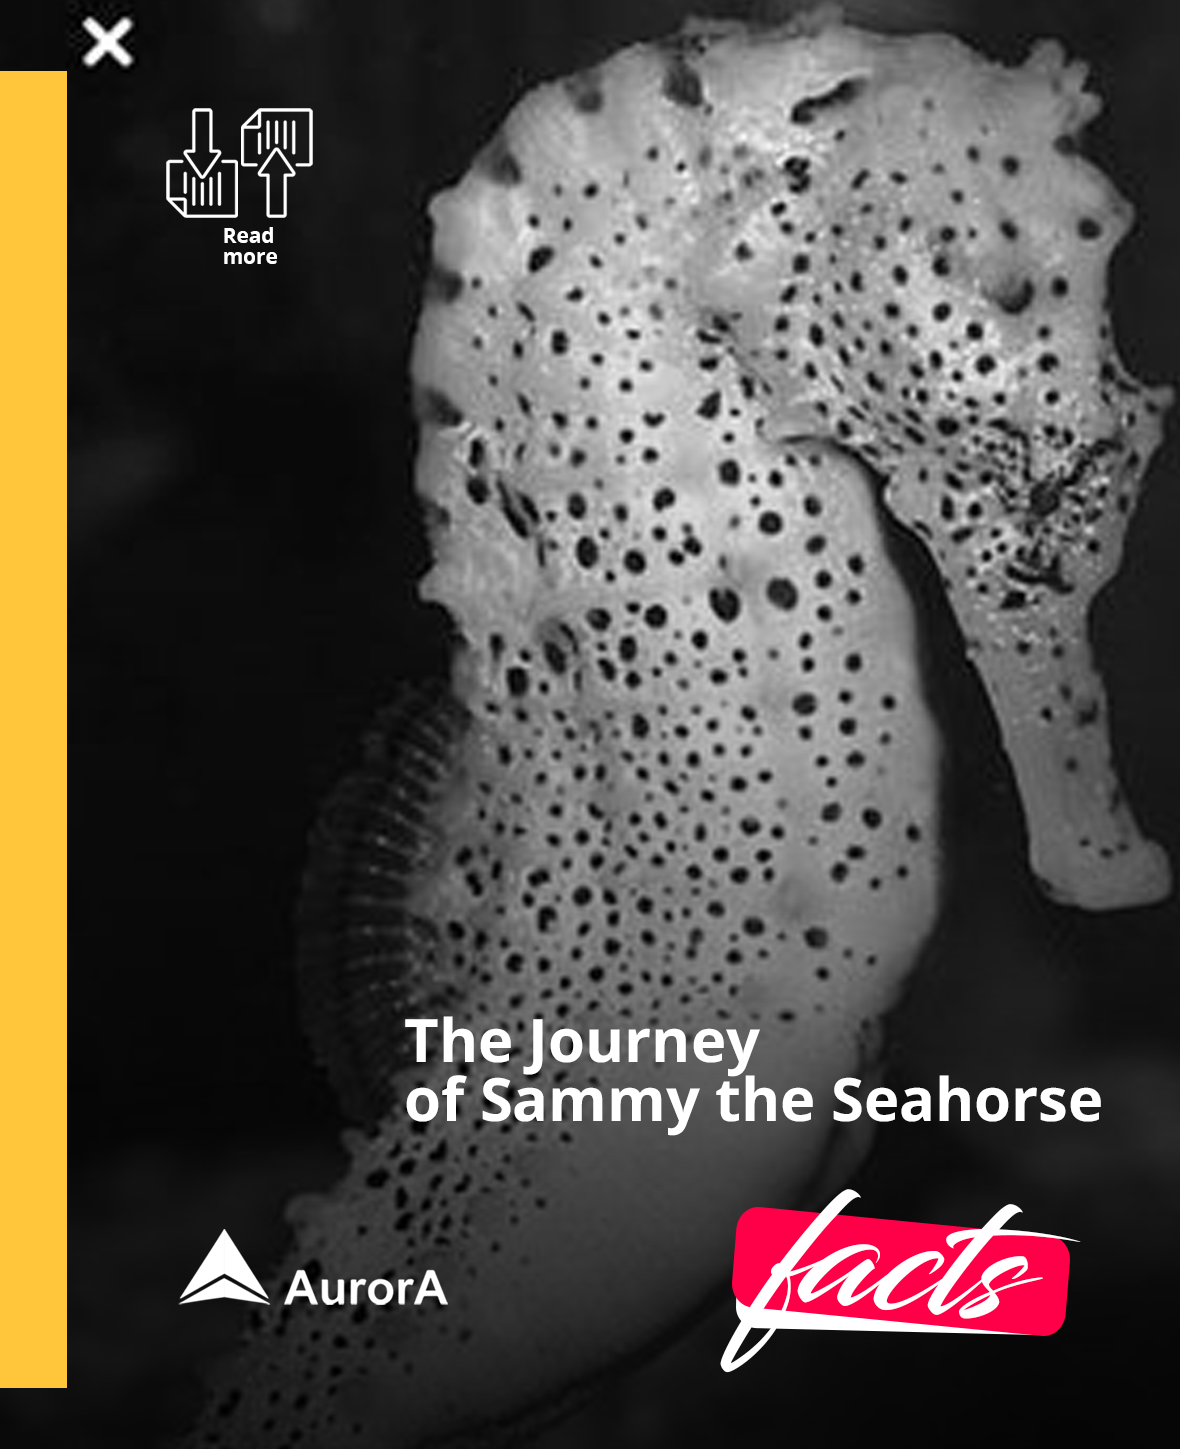 Read
more
The Journey
of Sammy the Seahorse
AurorA
facts